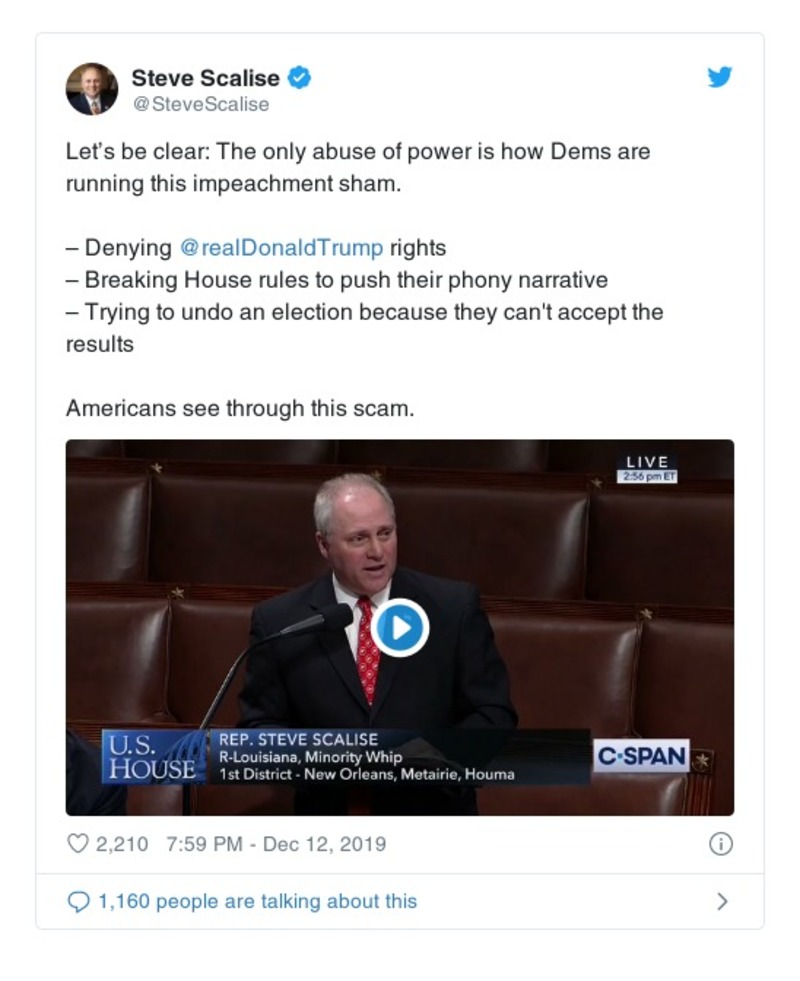 Steve Scalise
@SteveScalise
Let's be clear: The only abuse of power is how Dems are
running this impeachment sham.
– Denying @realDonaldTrump rights
– Breaking House rules to push their phony narrative
– Trying to undo an election because they can't accept the
results
Americans see through this scam.
LIVE
2:56 pm ET
U.S.
HOUSE
REP. STEVE SCALISE
R-Louisiana, Minority Whip
1st District - New Orleans, Metairie, Houma
C·SPAN
2,210 7:59 PM - Dec 12, 2019
1,160 people are talking about this